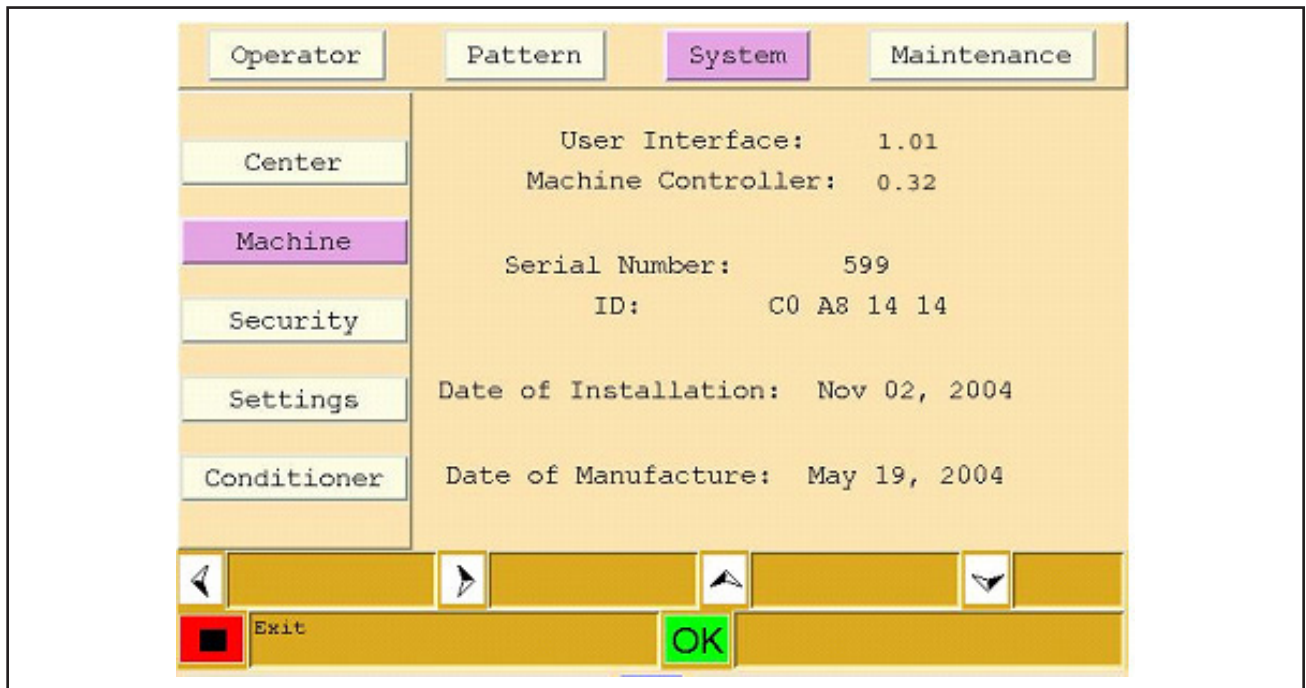 Operator Pattern System Maintenance
Center
Machine
Security
Settings
Conditioner
User Interface: 1.01
Machine Controller: 0.32
Serial Number: 599
ID: C0 A8 14 14
Date of Installation: Nov 02, 2004
Date of Manufacture: May 19, 2004
Exit
OK